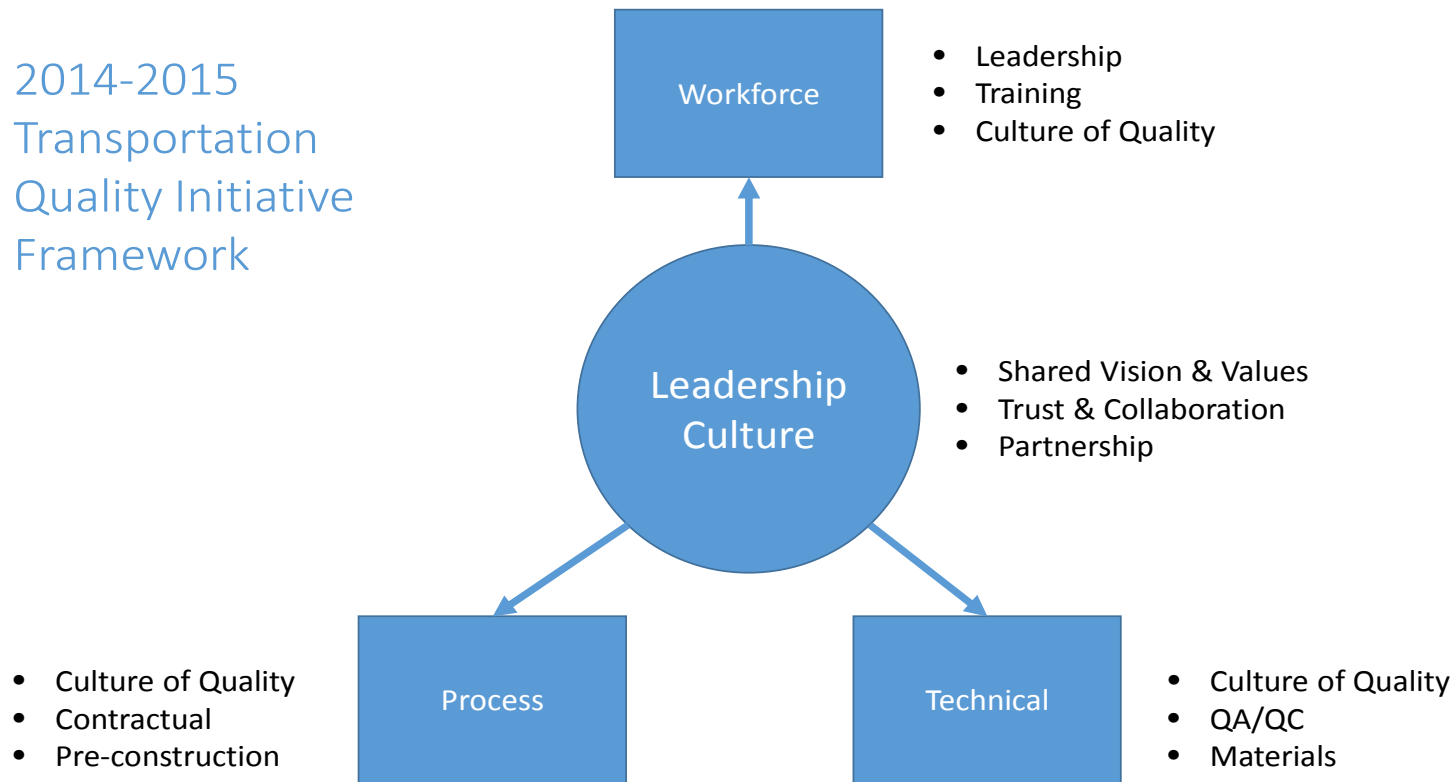 2014-2015
Transportation
Quality Initiative
Framework
Workforce
• Leadership
• Training
• Culture of Quality
Leadership
Culture
• Shared Vision & Values
• Trust & Collaboration
• Partnership
• Culture of Quality
• Contractual
• Pre-construction
Process
Technical
• Culture of Quality
• QA/QC
• Materials